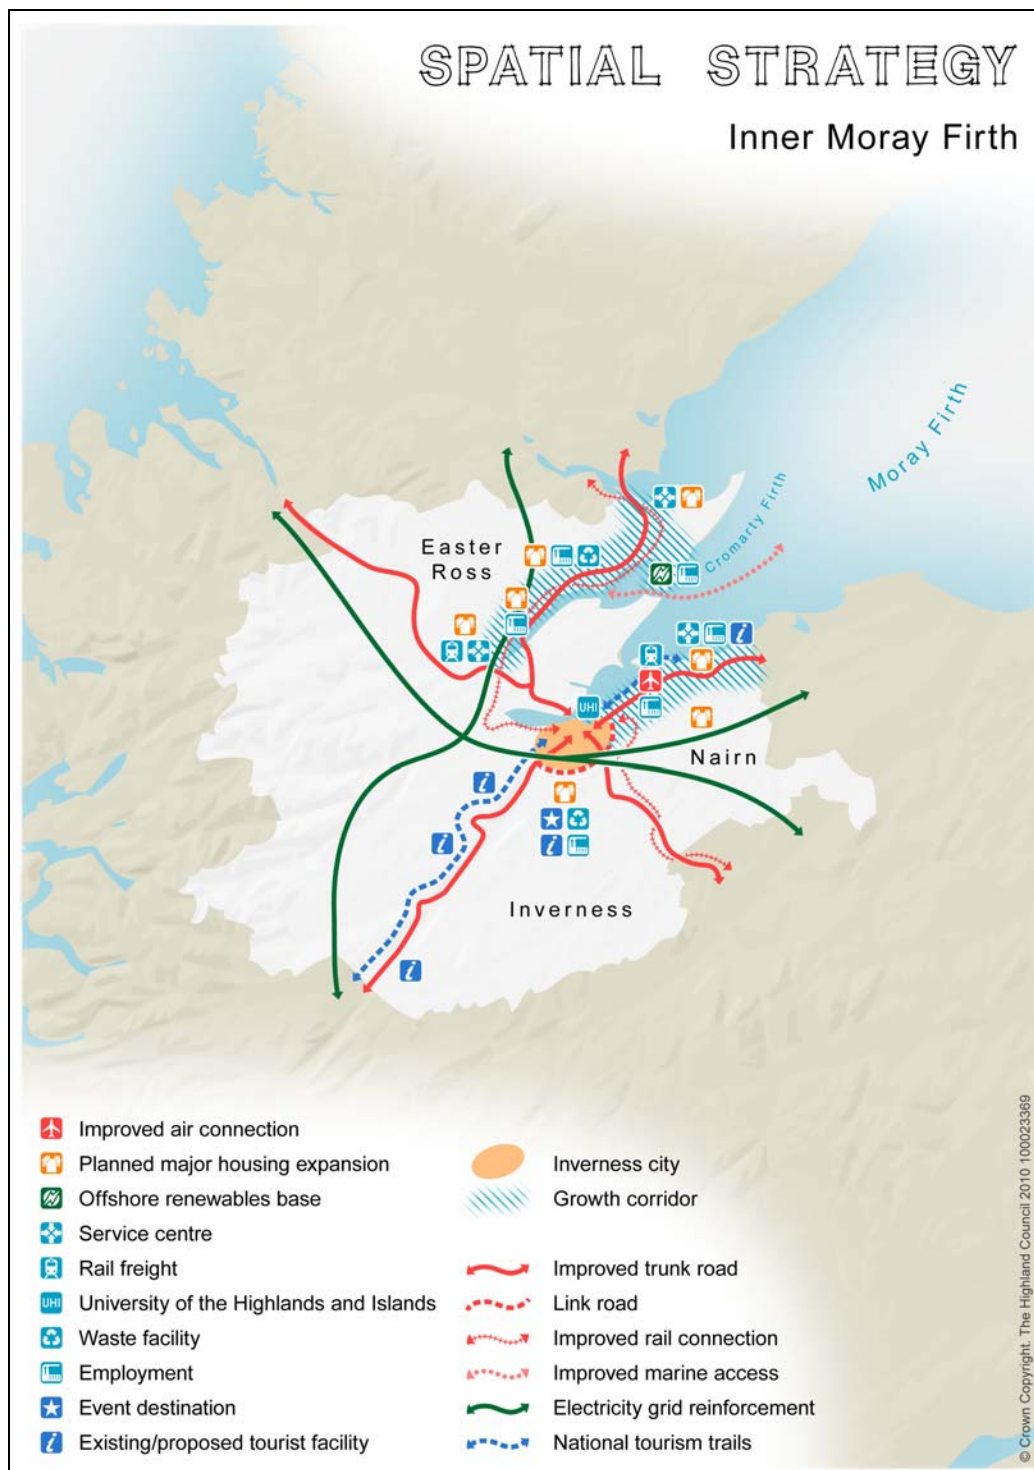 SPATIAL STRATEGY
Inner Moray Firth
Moray Firth
Cromarty Firth
Easter
Ross
UHI
Nairn
Inverness
Improved air connection
Planned major housing expansion
Offshore renewables base
Service centre
Rail freight
UHI University of the Highlands and Islands
Waste facility
Employment
Event destination
i Existing/proposed tourist facility
Inverness city
Growth corridor
Improved trunk road
Link road
Improved rail connection
Improved marine access
Electricity grid reinforcement
National tourism trails
© Crown Copyright. The Highland Council 2010 100023369